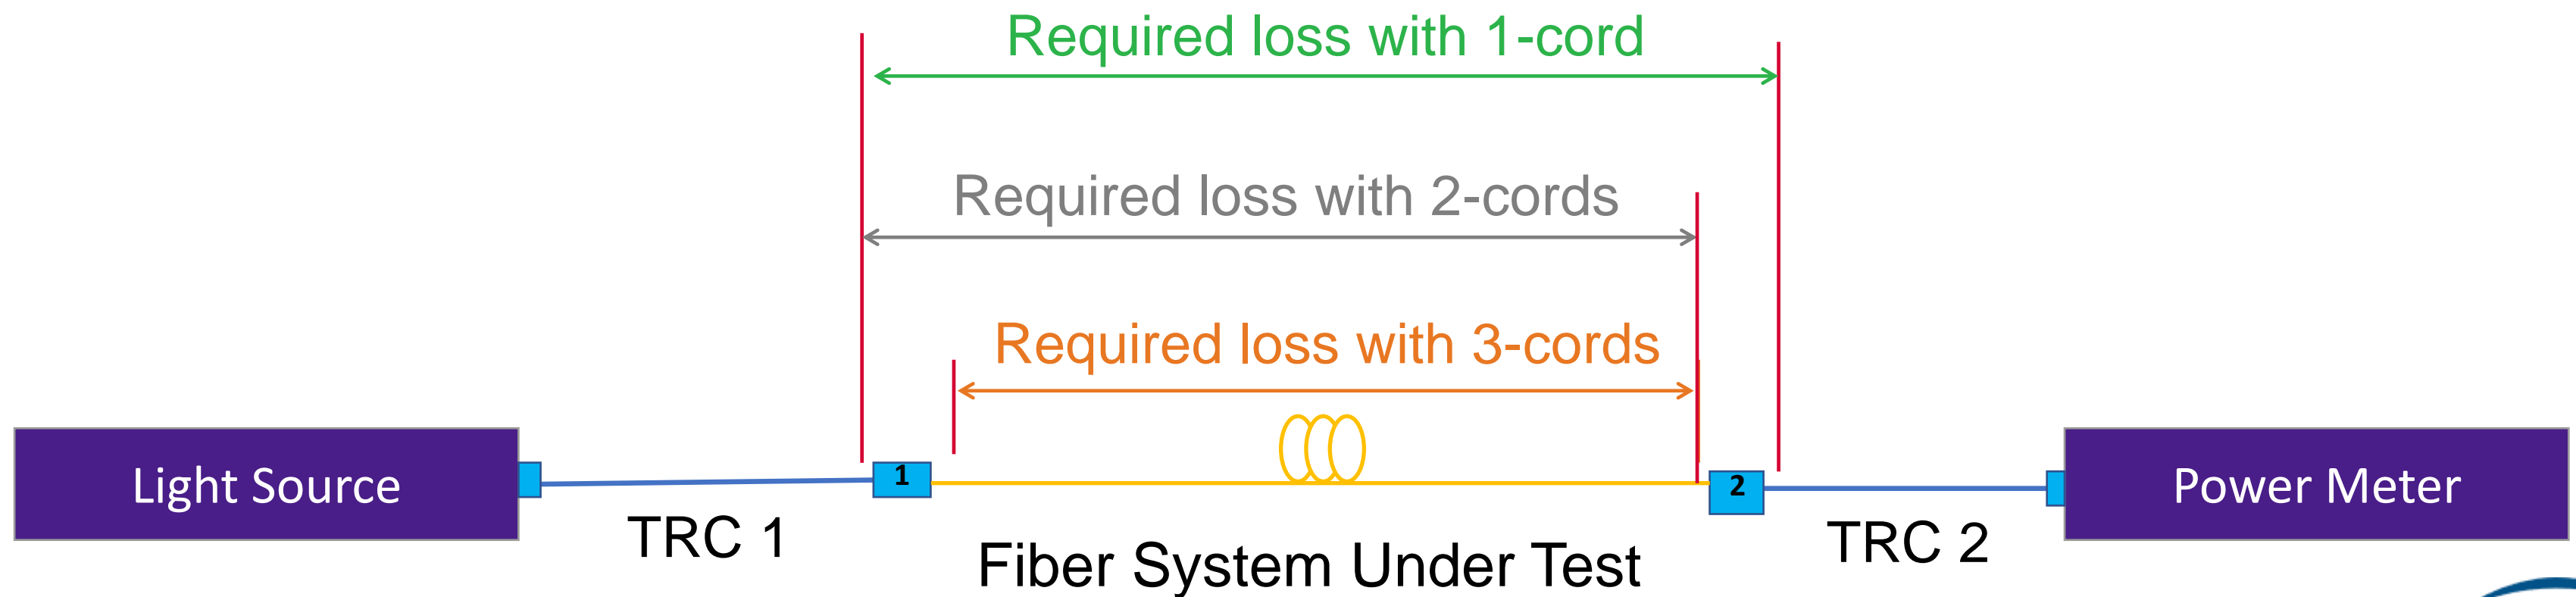 Required loss with 1-cord
Required loss with 2-cords
Required loss with 3-cords
Light Source
1
2
Power Meter
TRC 1
Fiber System Under Test
TRC 2